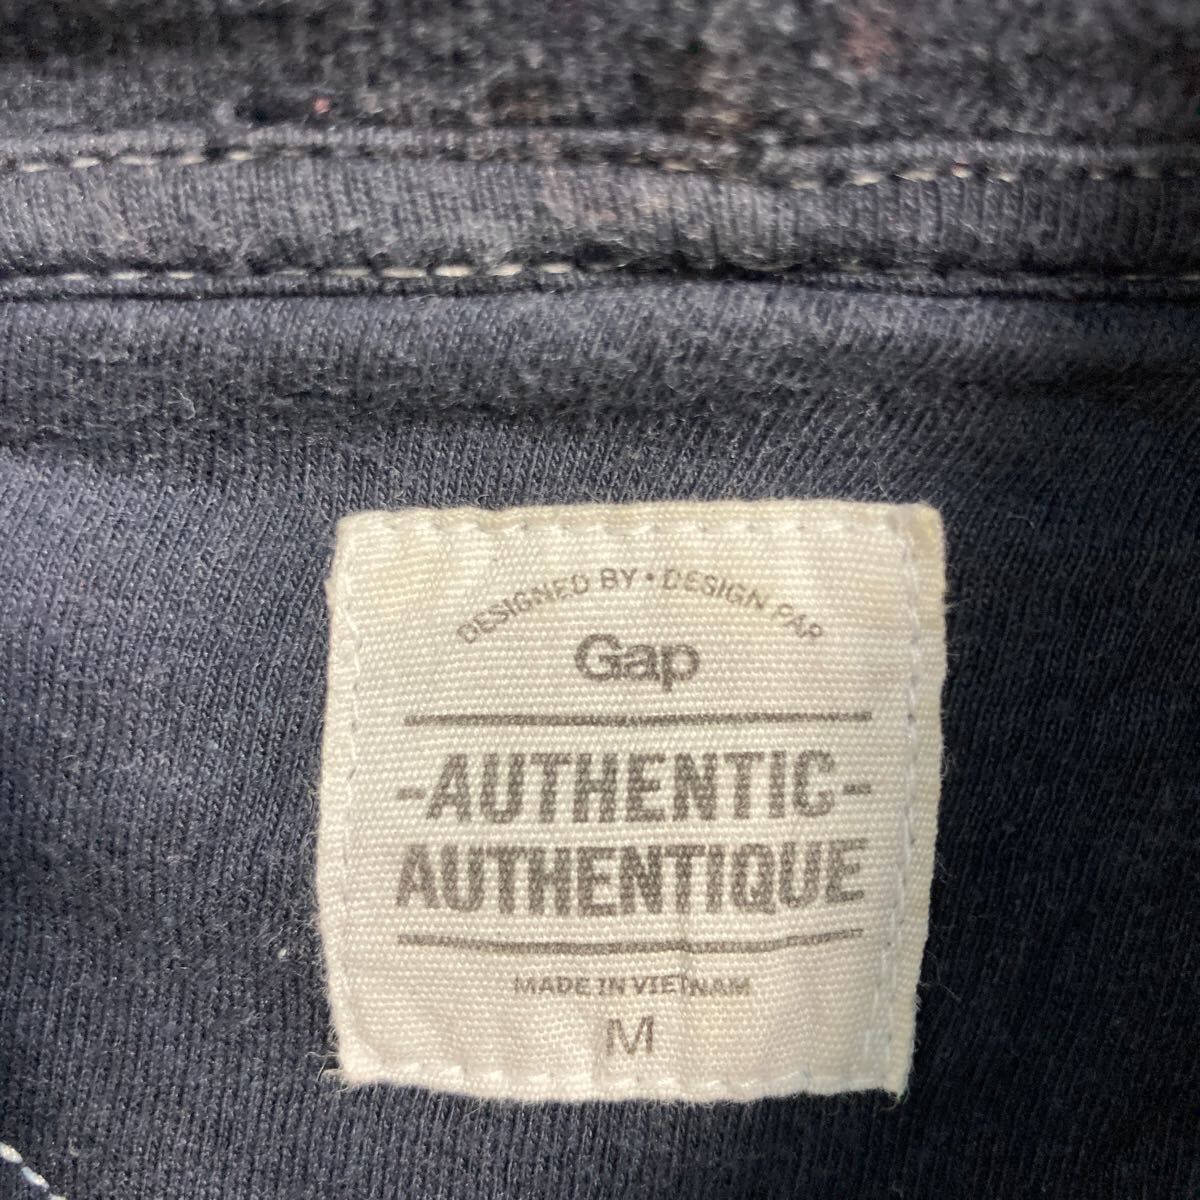 DESIGNED BY • DESIGN PAR
Gap
-AUTHENTIC-
AUTHENTIQUE
MADE IN VIETNAM
M